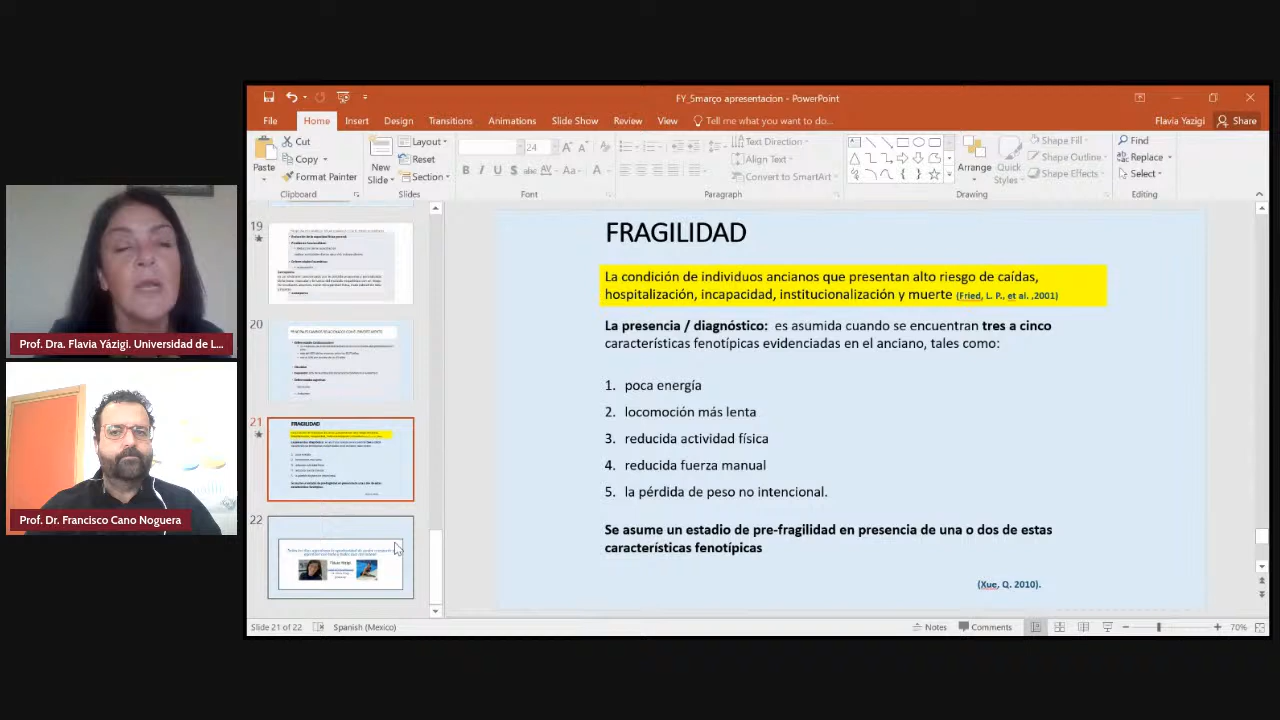 FY_5março apresentacion - PowerPoint
File Home Insert Design Transitions Animations Slide Show Review View Tell me what you want to do... Flavia Yazigi Share
Paste
Cut
Copy
Format Painter
Clipboard
New Slide
Layout
Reset
Section
Slides
24
Font
Text Direction
Align Text
Convert to SmartArt
Paragraph
Arrange
Quick Styles
Shape Fill
Shape Outline
Shape Effects
Drawing
Find
Replace
Select
Editing
Prof. Dra. Flavia Yázigi. Universidad de L...
Prof. Dr. Francisco Cano Noguera
19
20
21
FRAGILIDAD
22
FRAGILIDAD
La condición de individuos ancianos que presentan alto riesgo de caídas,
hospitalización, incapacidad, institucionalización y muerte (Fried, L. P., et al. ,2001)
La presencia / diagnostico: es asumida cuando se encuentran tres a cinco
características fenotípicas evidenciadas en el anciano, tales como:
1. poca energía
2. locomoción más lenta
3. reducida actividad física
4. reducida fuerza manual
5. la pérdida de peso no intencional.
Se asume un estadio de pre-fragilidad en presencia de una o dos de estas
características fenotípicas
(Xue, Q. 2010).
Slide 21 of 22 Spanish (Mexico) Notes Comments 70%